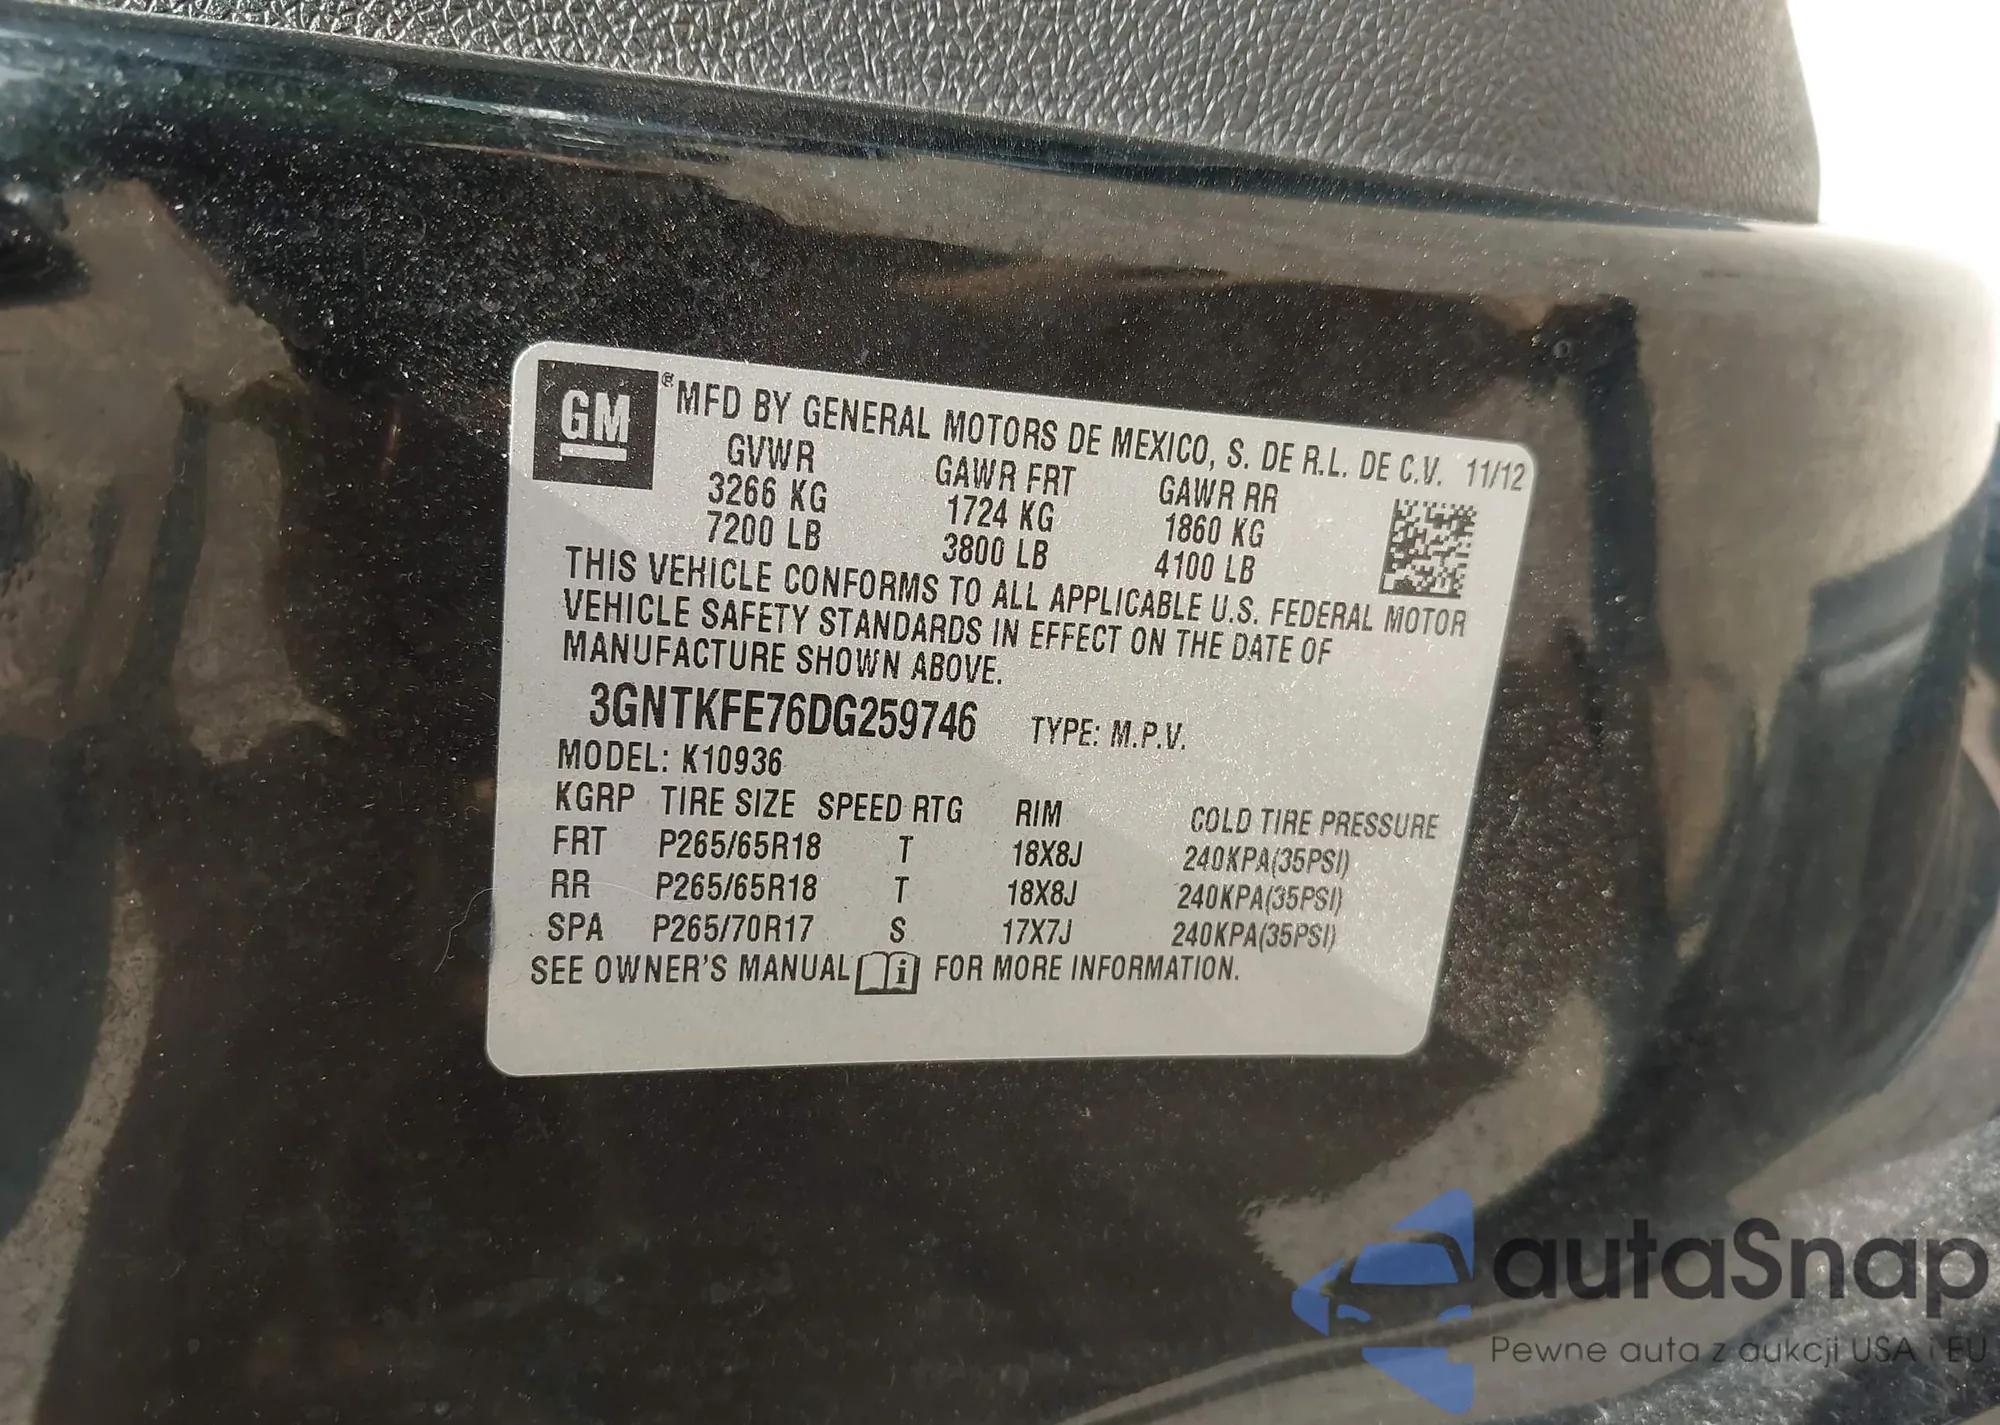 GM ® MFD BY GENERAL MOTORS DE MEXICO, S. DE R.L. DE C.V. 11/12
GVWR GAWR FRT GAWR RR
3266 KG 1724 KG 1860 KG
7200 LB 3800 LB 4100 LB
THIS VEHICLE CONFORMS TO ALL APPLICABLE U.S. FEDERAL MOTOR
VEHICLE SAFETY STANDARDS IN EFFECT ON THE DATE OF
MANUFACTURE SHOWN ABOVE.
3GNTKFE76DG259746 TYPE: M.P.V.
MODEL: K10936
KGRP TIRE SIZE SPEED RTG RIM COLD TIRE PRESSURE
FRT P265/65R18 T 18X8J 240KPA(35PSI)
RR P265/65R18 T 18X8J 240KPA(35PSI)
SPA P265/70R17 S 17X7J 240KPA(35PSI)
SEE OWNER'S MANUAL i FOR MORE INFORMATION.
autaSnap
Pewne auta z aukcji USA i EU